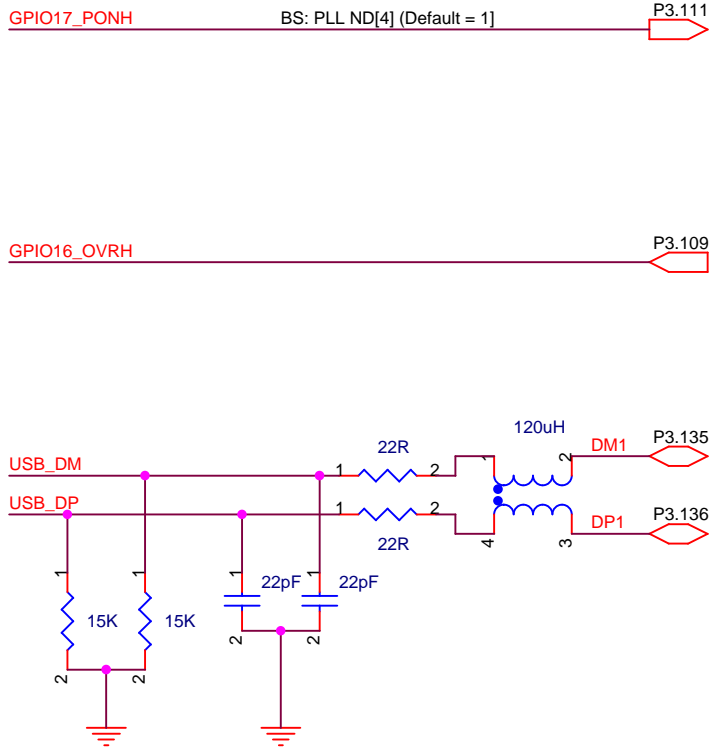 GPIO17_PONH
BS: PLL ND[4] (Default = 1]
P3.111
GPIO16_OVRH
P3.109
120uH
22R
DM1
P3.135
USB_DM
1
2
1
2
USB_DP
1
2
22R
4
3
DP1
P3.136
1
1
1
1
22pF
22pF
15K
15K
2
2
2
2